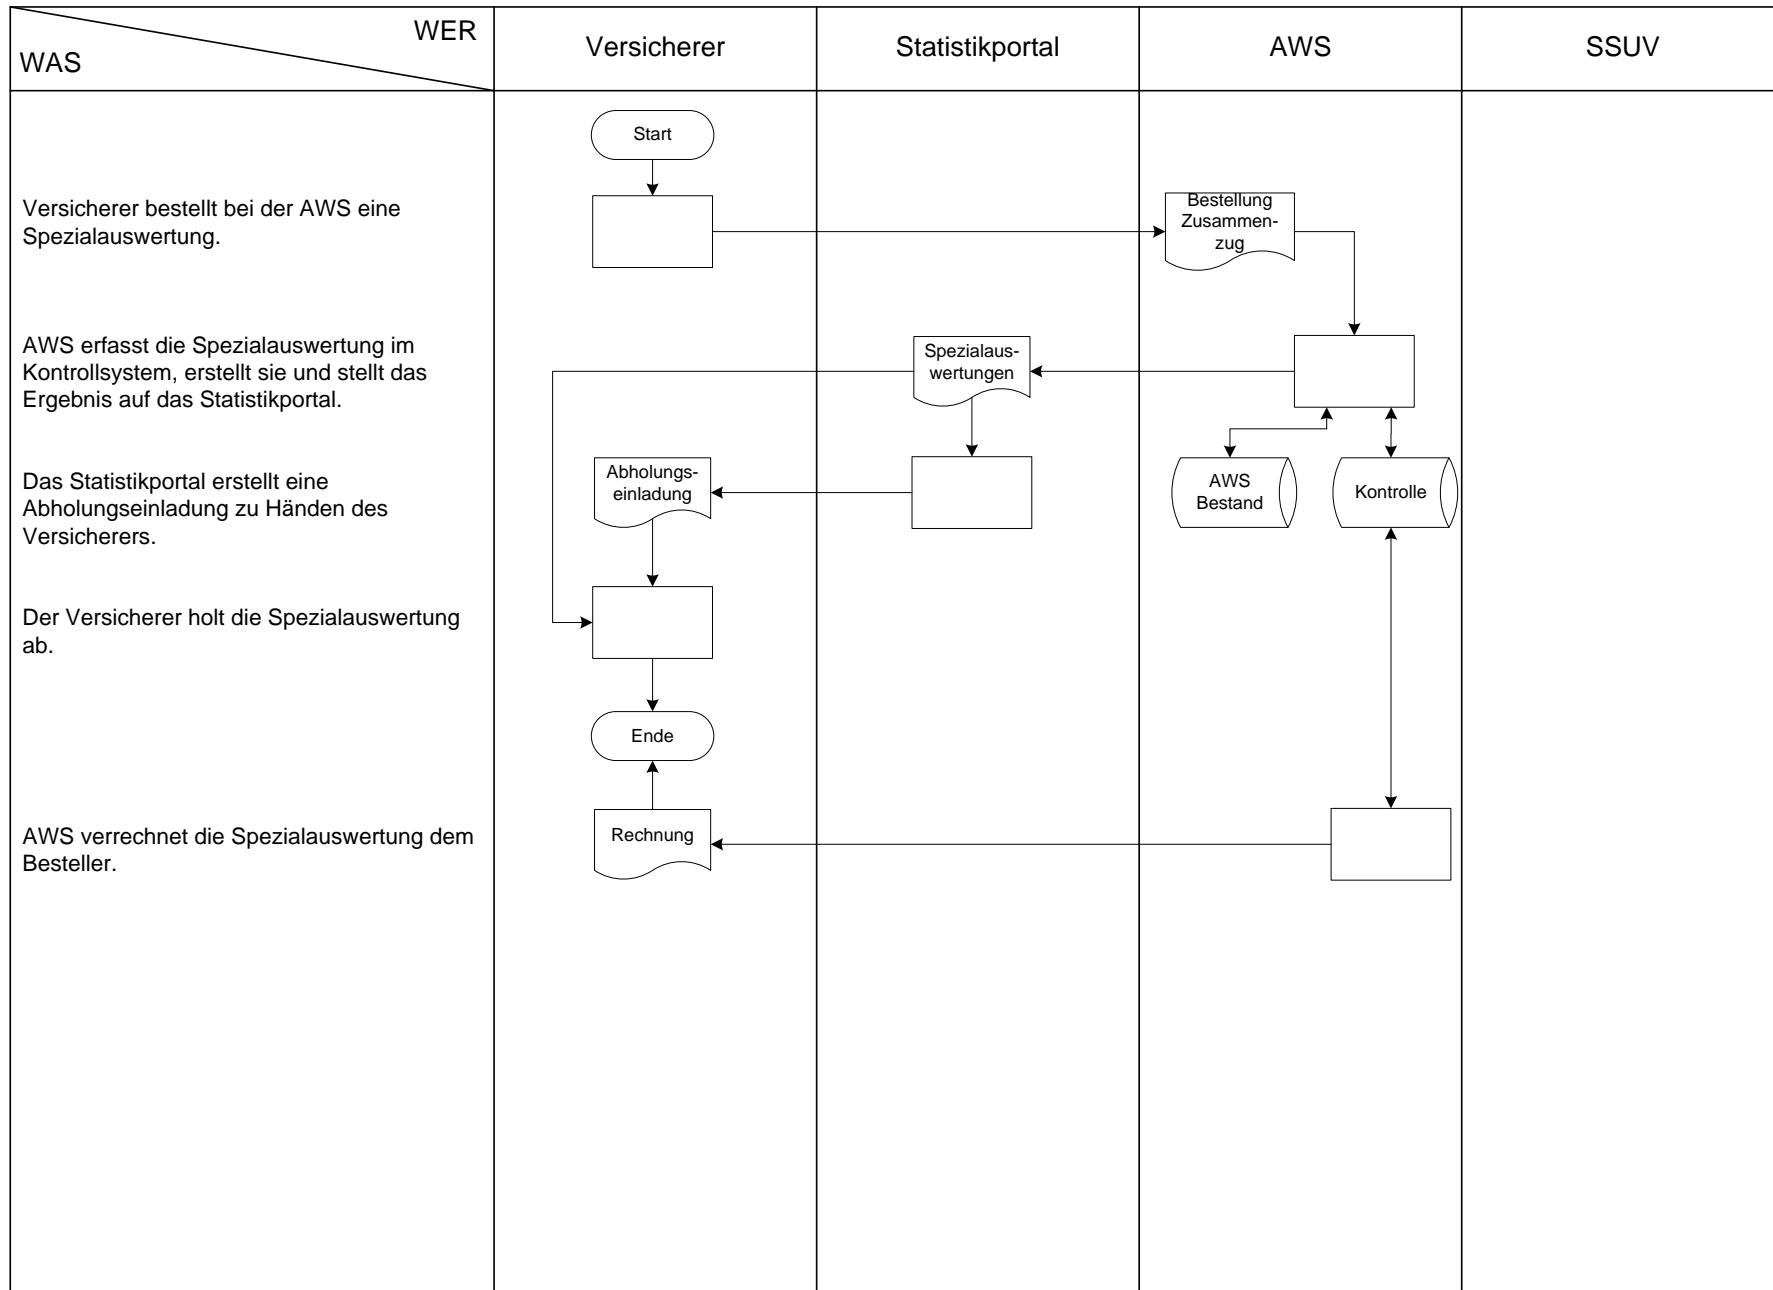 WER
WAS
Versicherer
Statistikportal
AWS
SSUV
Start
Versicherer bestellt bei der AWS eine
Spezialauswertung.
Bestellung
Zusammen-
zug
AWS erfasst die Spezialauswertung im
Kontrollsystem, erstellt sie und stellt das
Ergebnis auf das Statistikportal.
Spezialaus-
wertungen
Das Statistikportal erstellt eine
Abholungseinladung zu Händen des
Versicherers.
Abholungs-
einladung
AWS
Bestand
Kontrolle
Der Versicherer holt die Spezialauswertung
ab.
Ende
AWS verrechnet die Spezialauswertung dem
Besteller.
Rechnung